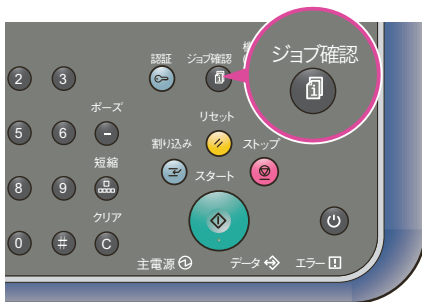 認証 ジョブ確認
ジョブ確認
2 3
ポーズ
リセット
5 6
割り込み ストップ
短縮
スタート
8 9
クリア
0 # C
主電源 データ エラー